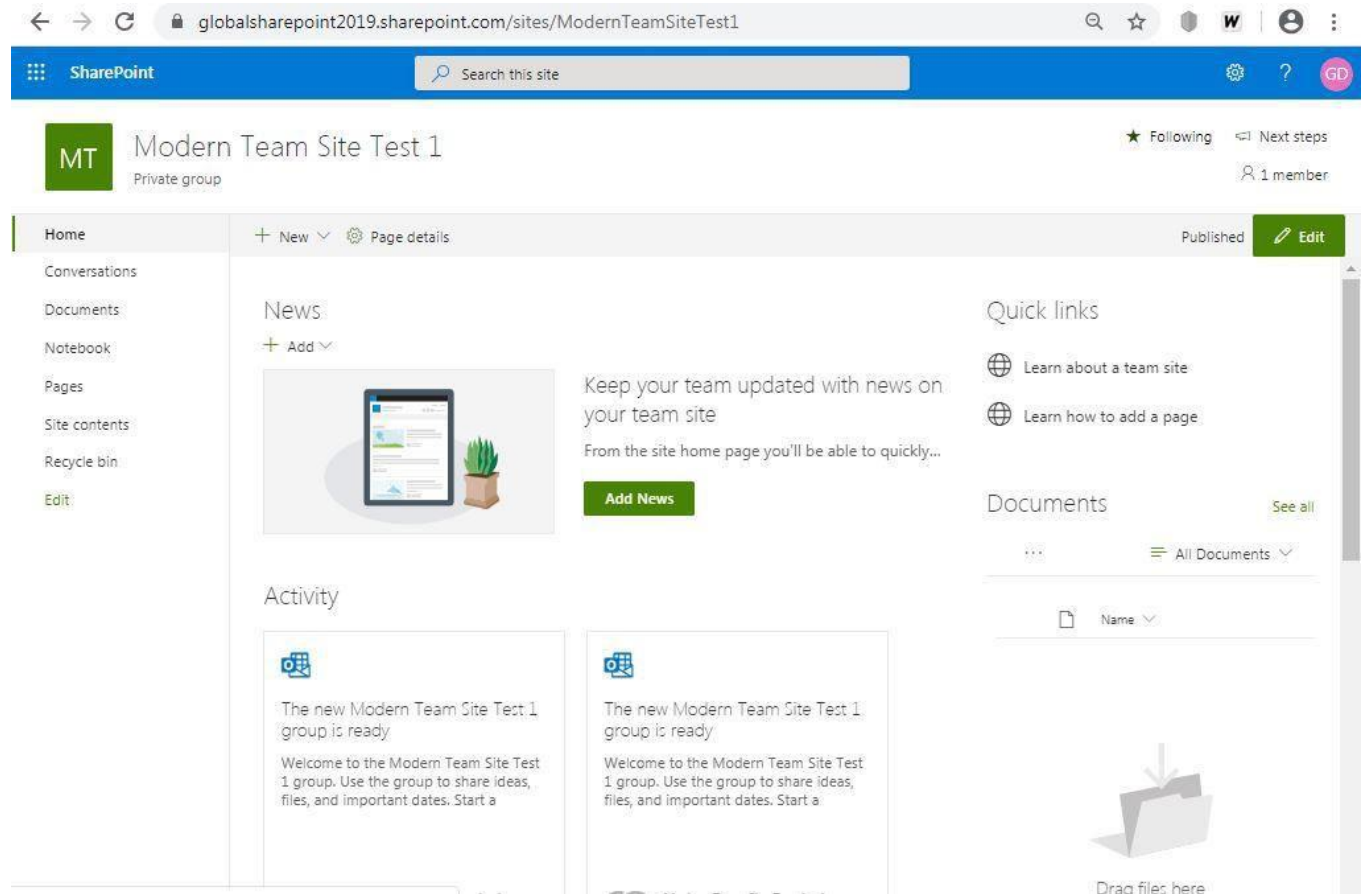 globalsharepoint2019.sharepoint.com/sites/ModernTeamSiteTest1
W
SharePoint
Search this site
?
GD
MT
Modern Team Site Test 1
Private group
Following
Next steps
1 member
Home
Conversations
Documents
Notebook
Pages
Site contents
Recycle bin
Edit
+ New
Page details
Published
Edit
News
+ Add
Keep your team updated with news on
your team site
From the site home page you'll be able to quickly...
Add News
Activity
The new Modern Team Site Test 1
group is ready
Welcome to the Modern Team Site Test
1 group. Use the group to share ideas,
files, and important dates. Start a
The new Modern Team Site Test 1
group is ready
Welcome to the Modern Team Site Test
1 group. Use the group to share ideas,
files, and important dates. Start a
Quick links
Learn about a team site
Learn how to add a page
Documents
See all
...
All Documents
Name
Drag files here